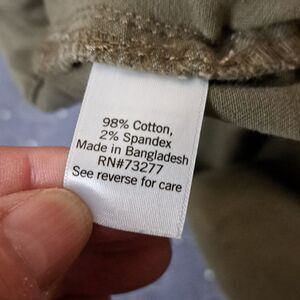 98% Cotton,
2% Spandex
Made in Bangladesh
RN#73277
See reverse for care